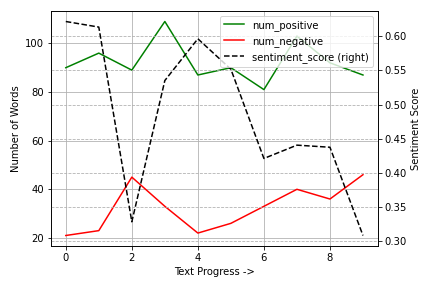 num_positive
num_negative
sentiment_score (right)
100
80
60
40
20
0.60
0.55
0.50
0.45
0.40
0.35
0.30
0 2 4 6 8
Number of Words
Sentiment Score
Text Progress ->